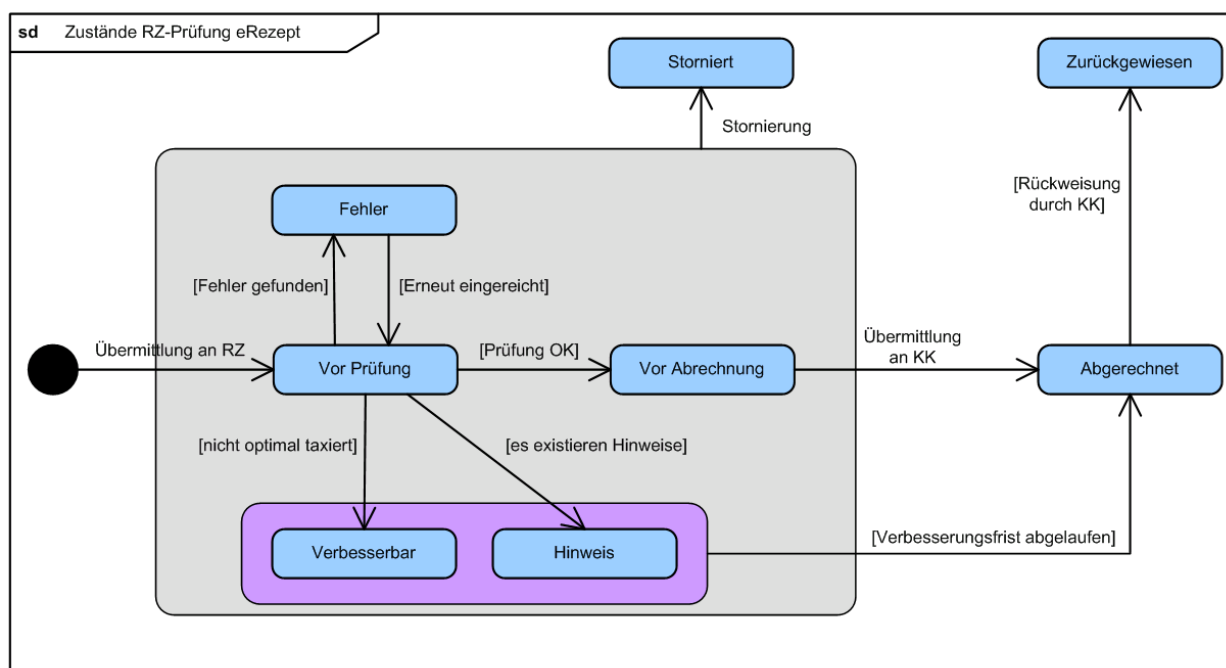 sd Zustände RZ-Prüfung eRezept
Storniert
Zurückgewiesen
Stornierung
Fehler
[Rückweisung
durch KK]
[Fehler gefunden]
[Erneut eingereicht]
Übermittlung an RZ
Vor Prüfung
[Prüfung OK]
Vor Abrechnung
Übermittlung
an KK
Abgerechnet
[nicht optimal taxiert]
[es existieren Hinweise]
Verbesserbar
Hinweis
[Verbesserungsfrist abgelaufen]